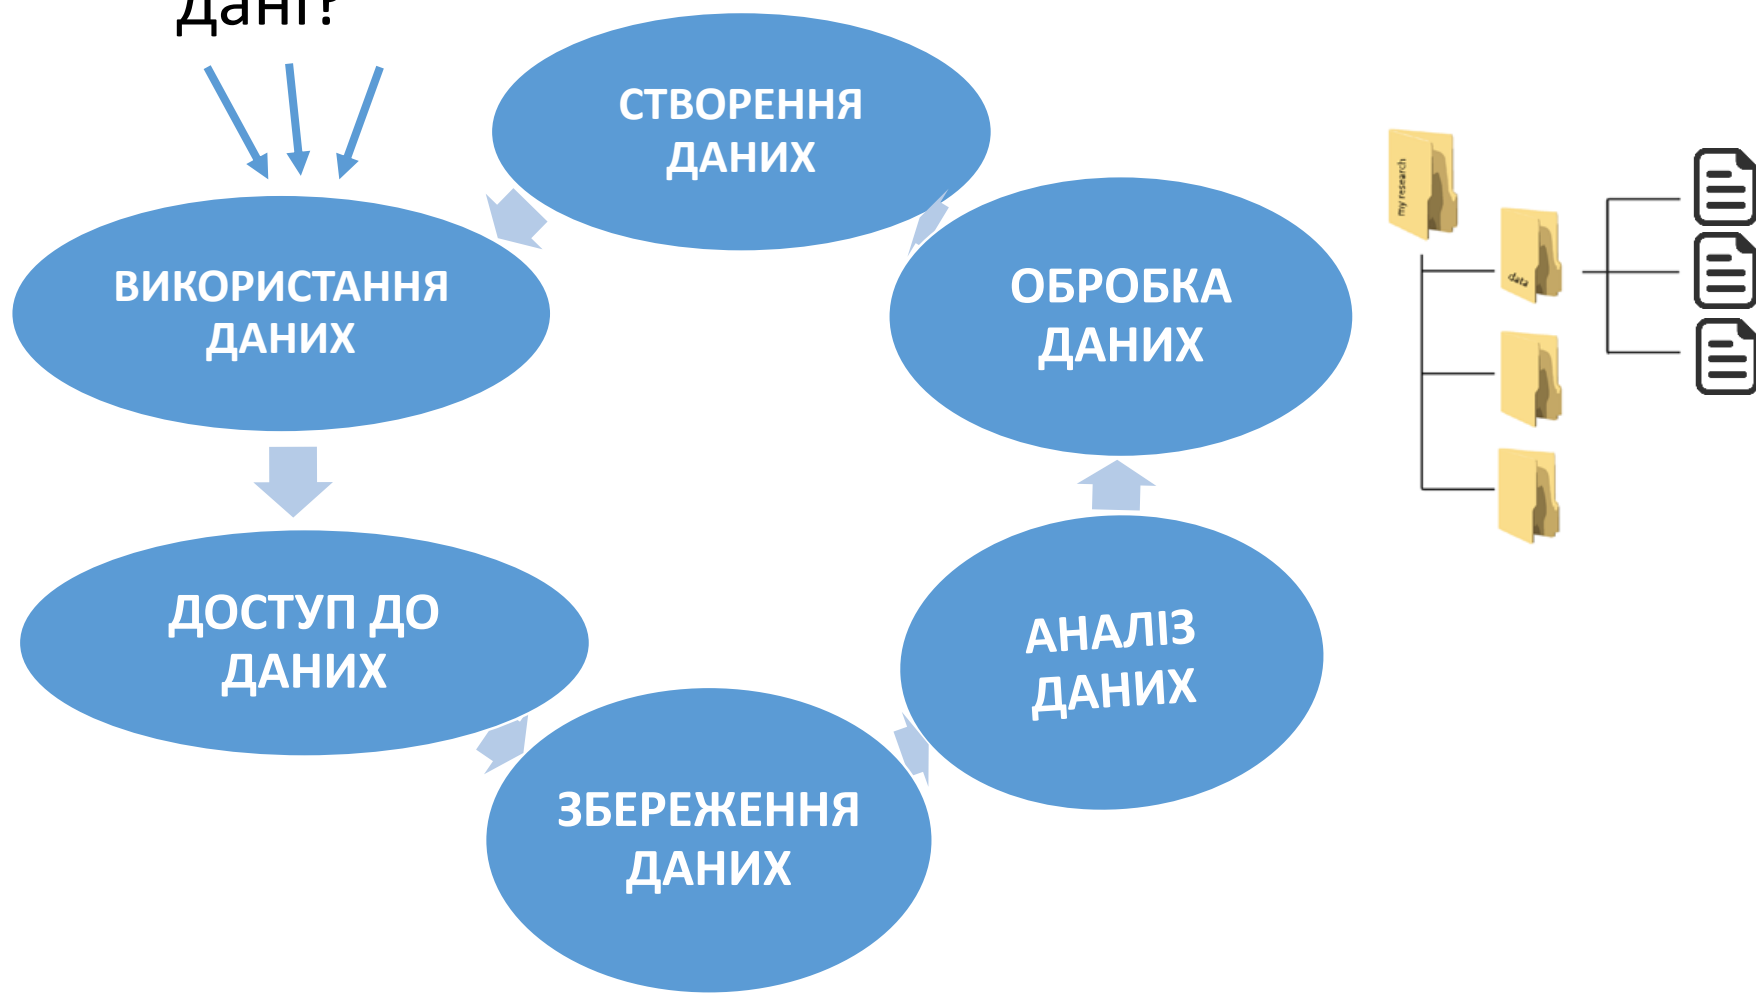 дані?
СТВОРЕННЯ
ДАНИХ
ВИКОРИСТАННЯ
ДАНИХ
ОБРОБКА
ДАНИХ
my research
data
ДОСТУП ДО
ДАНИХ
АНАЛІЗ
ДАНИХ
ЗБЕРЕЖЕННЯ
ДАНИХ